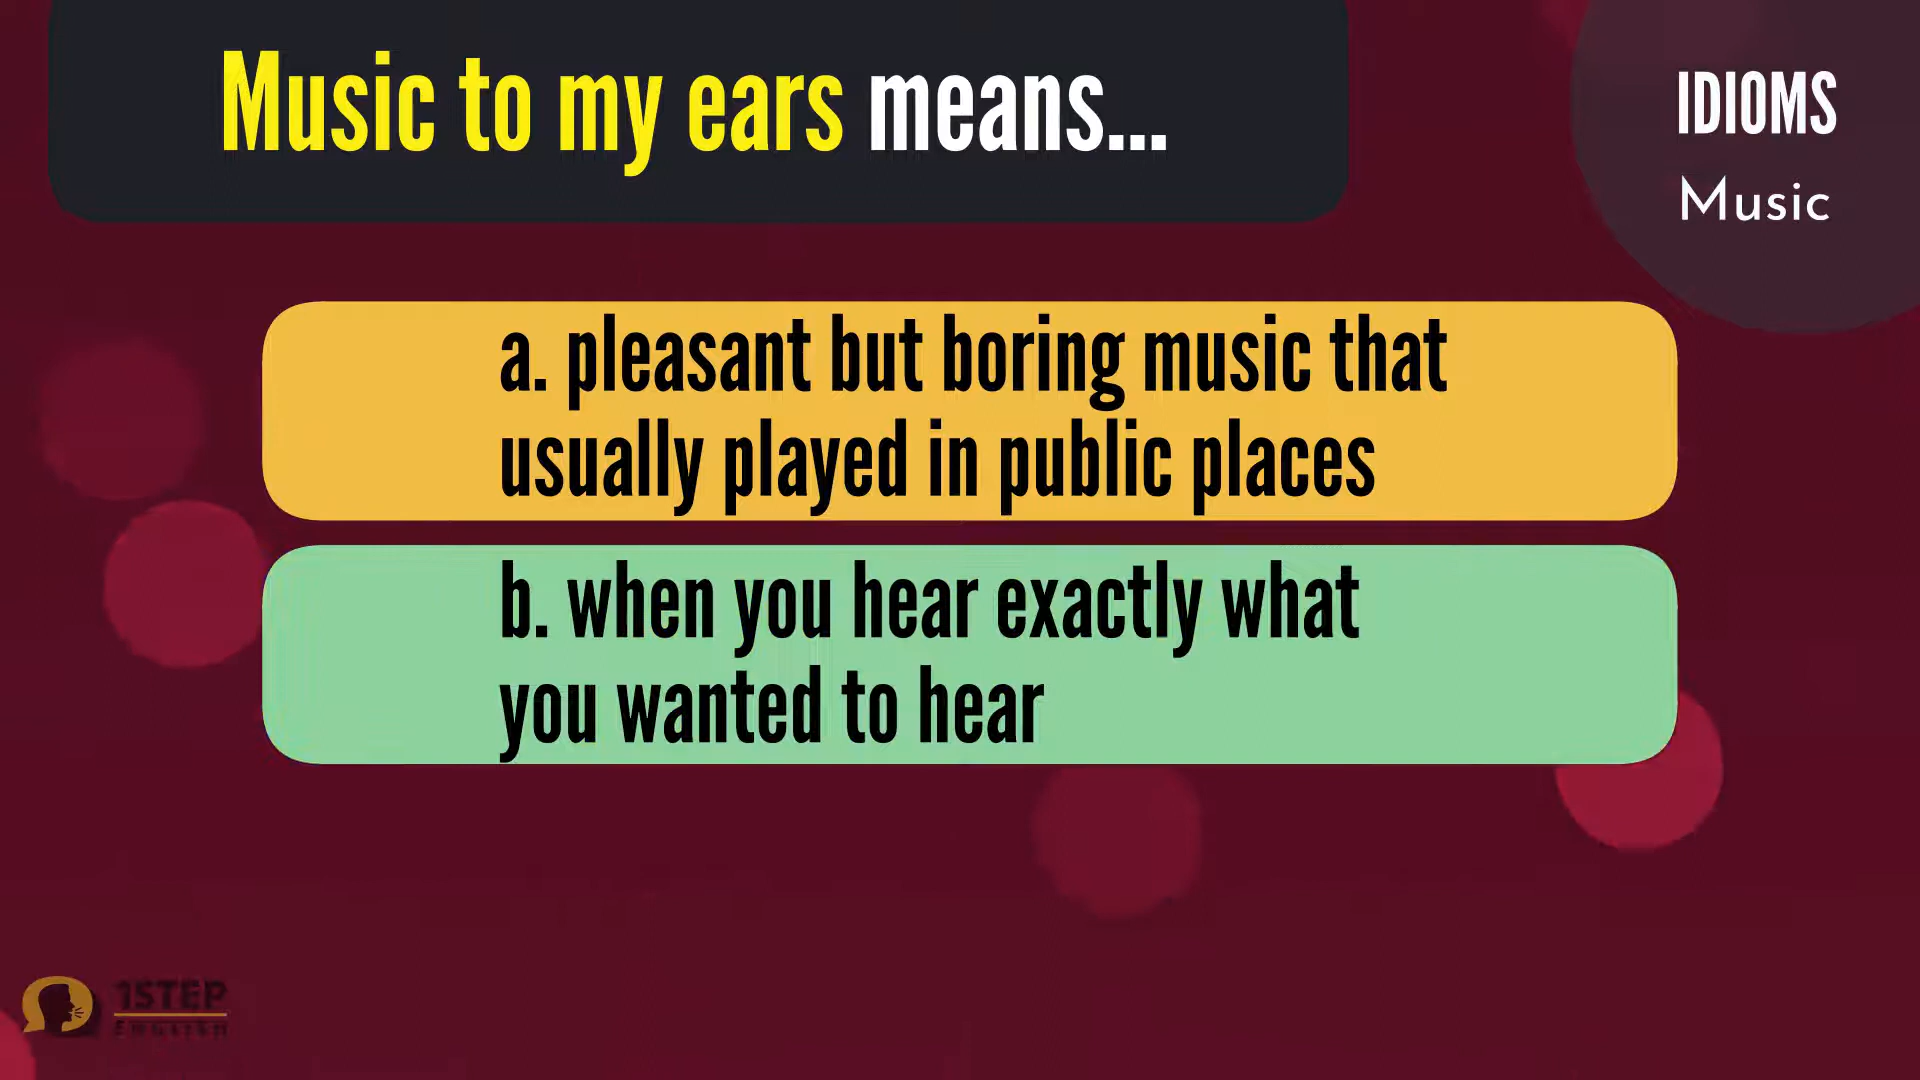 Music to my ears means...
IDIOMS
Music
a. pleasant but boring music that
usually played in public places
b. when you hear exactly what
you wanted to hear
1STEP
ENGLISH